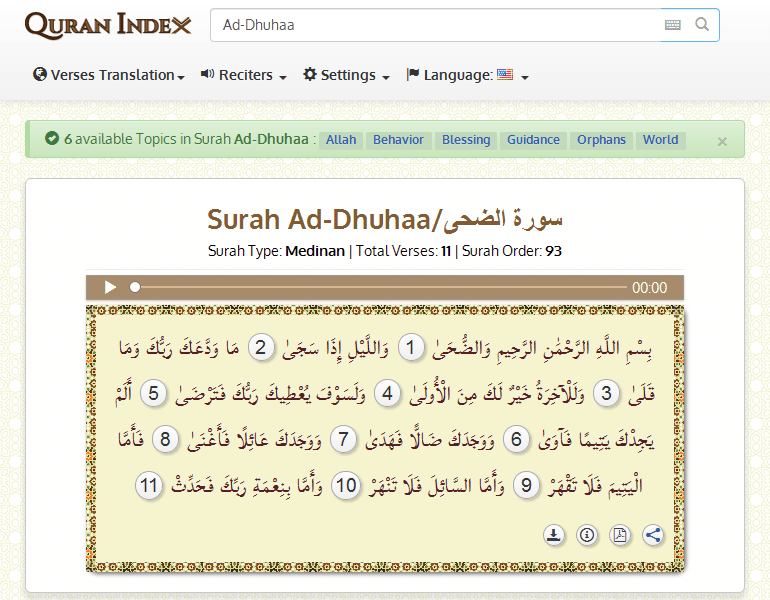 QURAN INDEX
Ad-Dhuhaa
Verses Translation Reciters Settings Language:
6 available Topics in Surah Ad-Dhuhaa : Allah Behavior Blessing Guidance Orphans World ×
Surah Ad-Dhuhaa/سورة الضحى
Surah Type: Medinan | Total Verses: 11 | Surah Order: 93
00:00
بِسْمِ اللَّهِ الرَّحْمَٰنِ الرَّحِيمِ وَالضُّحَىٰ 1 وَاللَّيْلِ إِذَا سَجَىٰ 2 مَا وَدَّعَكَ رَبُّكَ وَمَا
قَلَىٰ 3 وَلَلْآخِرَةُ خَيْرٌ لَكَ مِنَ الْأُولَىٰ 4 وَلَسَوْفَ يُعْطِيكَ رَبُّكَ فَتَرْضَىٰ 5 أَلَمْ
يَجِدْكَ يَتِيمًا فَآوَىٰ 6 وَوَجَدَكَ ضَالًّا فَهَدَىٰ 7 وَوَجَدَكَ عَائِلًا فَأَغْنَىٰ 8 فَأَمَّا
الْيَتِيمَ فَلَا تَقْهَرْ 9 وَأَمَّا السَّائِلَ فَلَا تَنْهَرْ 10 وَأَمَّا بِنِعْمَةِ رَبِّكَ فَحَدِّثْ 11